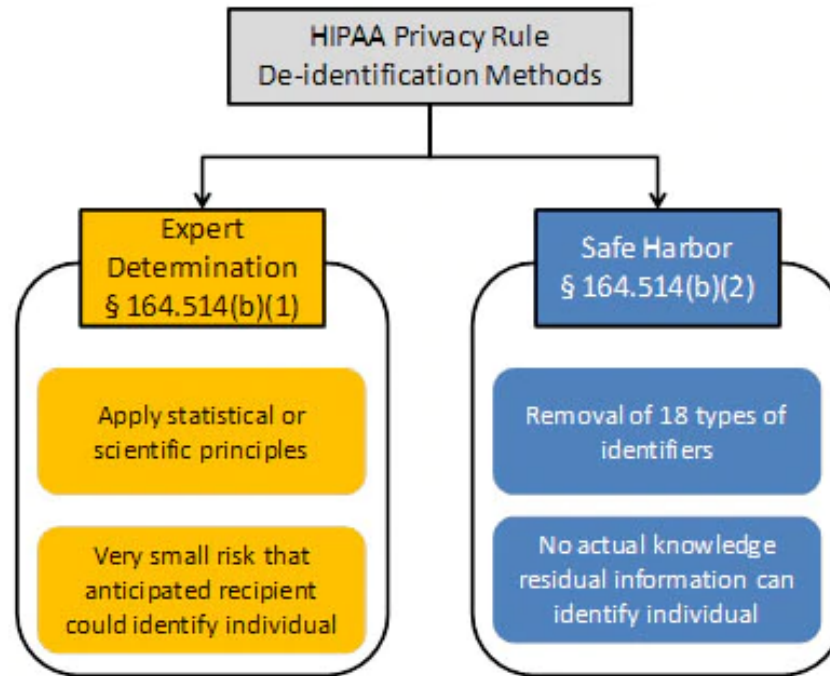 HIPAA Privacy Rule
De-identification Methods
Expert
Determination
§ 164.514(b)(1)
Apply statistical or
scientific principles
Very small risk that
anticipated recipient
could identify individual
Safe Harbor
§ 164.514(b)(2)
Removal of 18 types of
identifiers
No actual knowledge
residual information can
identify individual